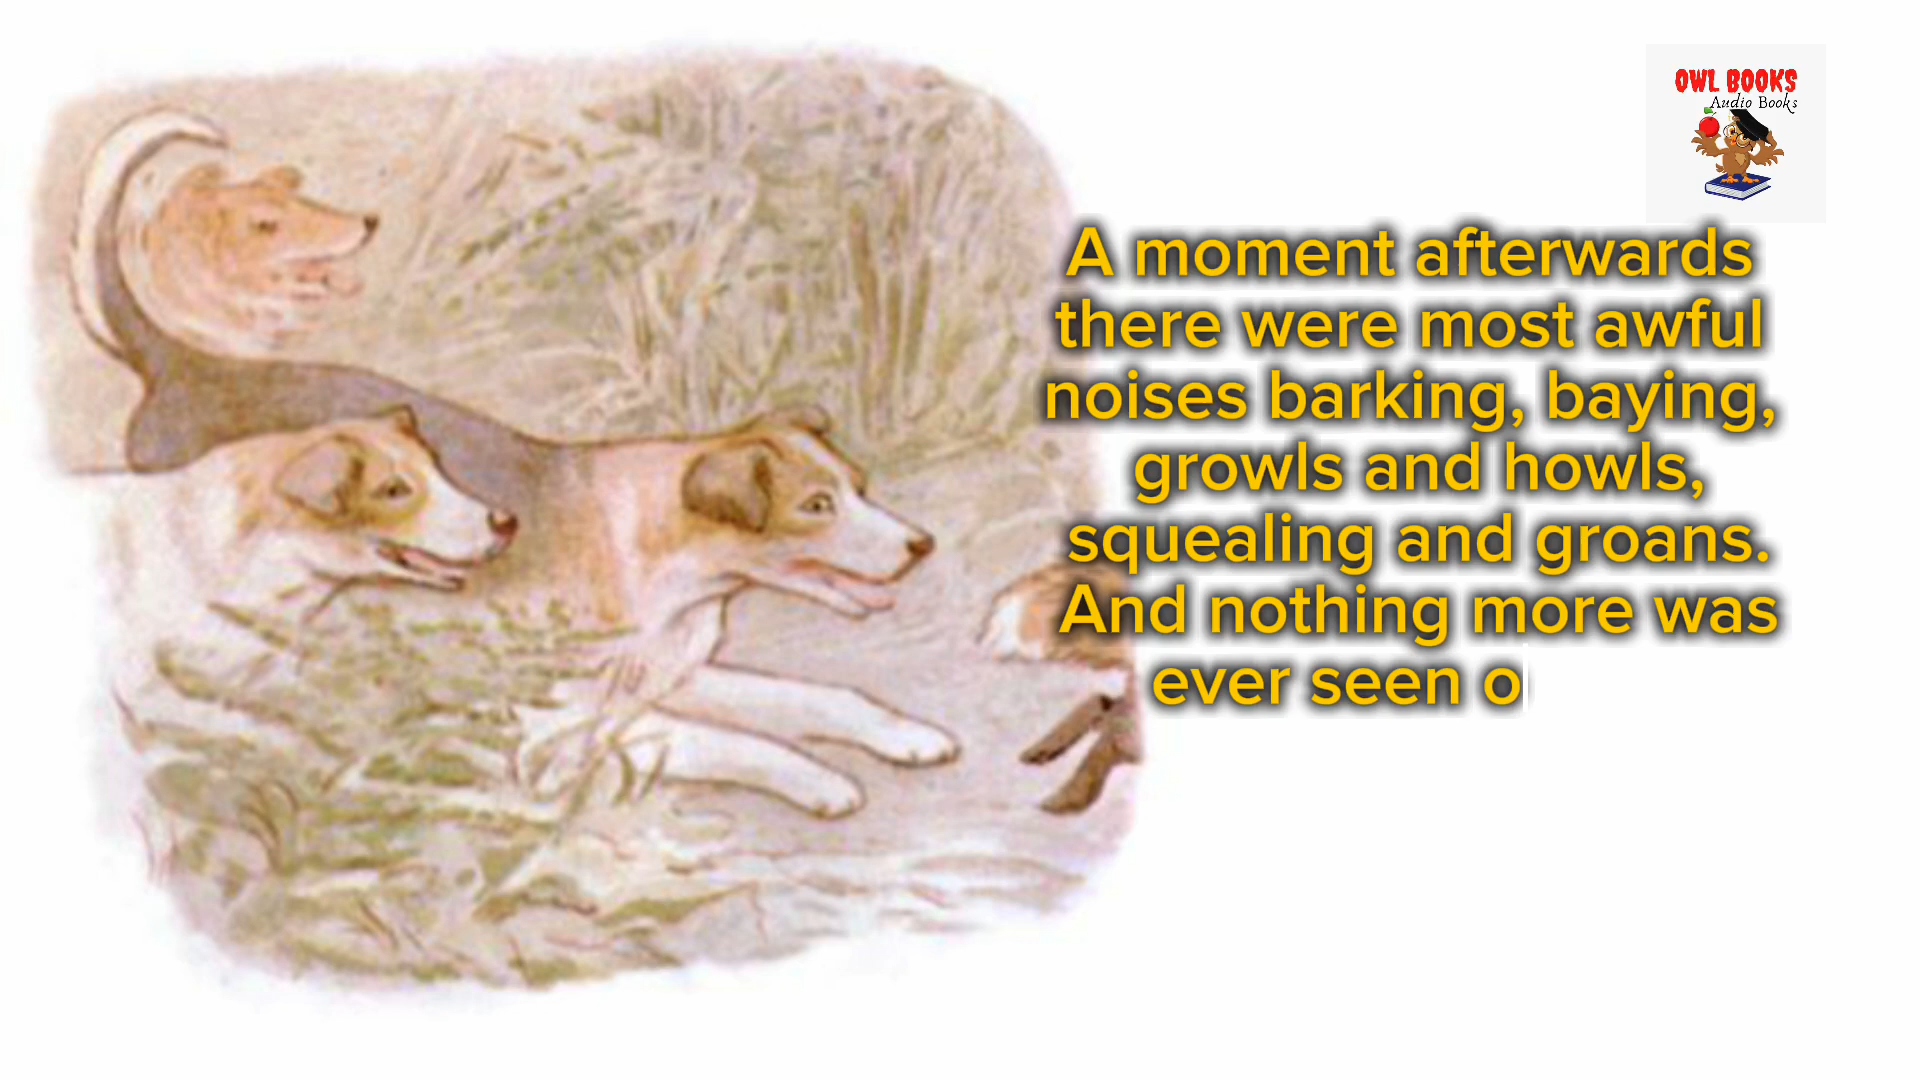 OWL BOOKS
Audio Books
A moment afterwards
there were most awful
noises barking, baying,
growls and howls,
squealing and groans.
And nothing more was
ever seen o